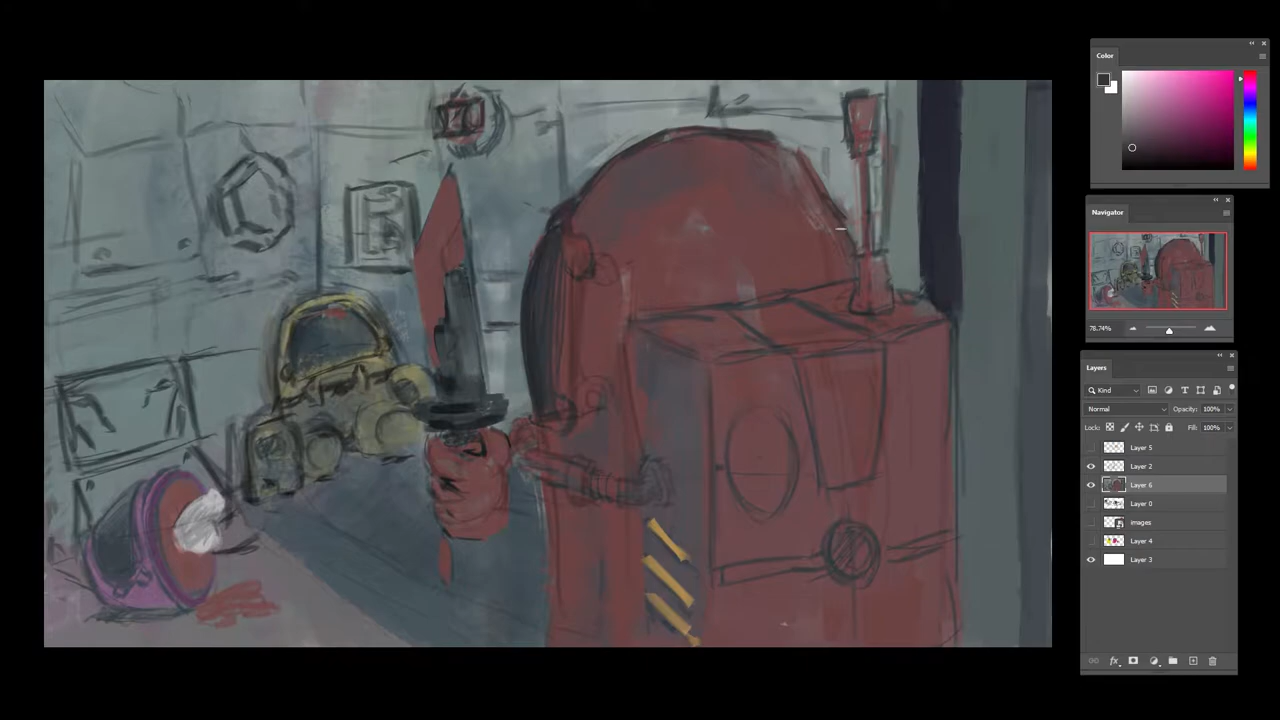 Color
Navigator
78.74%
Layers
Kind
Normal
Opacity: 100%
Lock:
Fill: 100%
Layer 5
Layer 2
Layer 6
Layer 0
images
Layer 4
Layer 3
fx